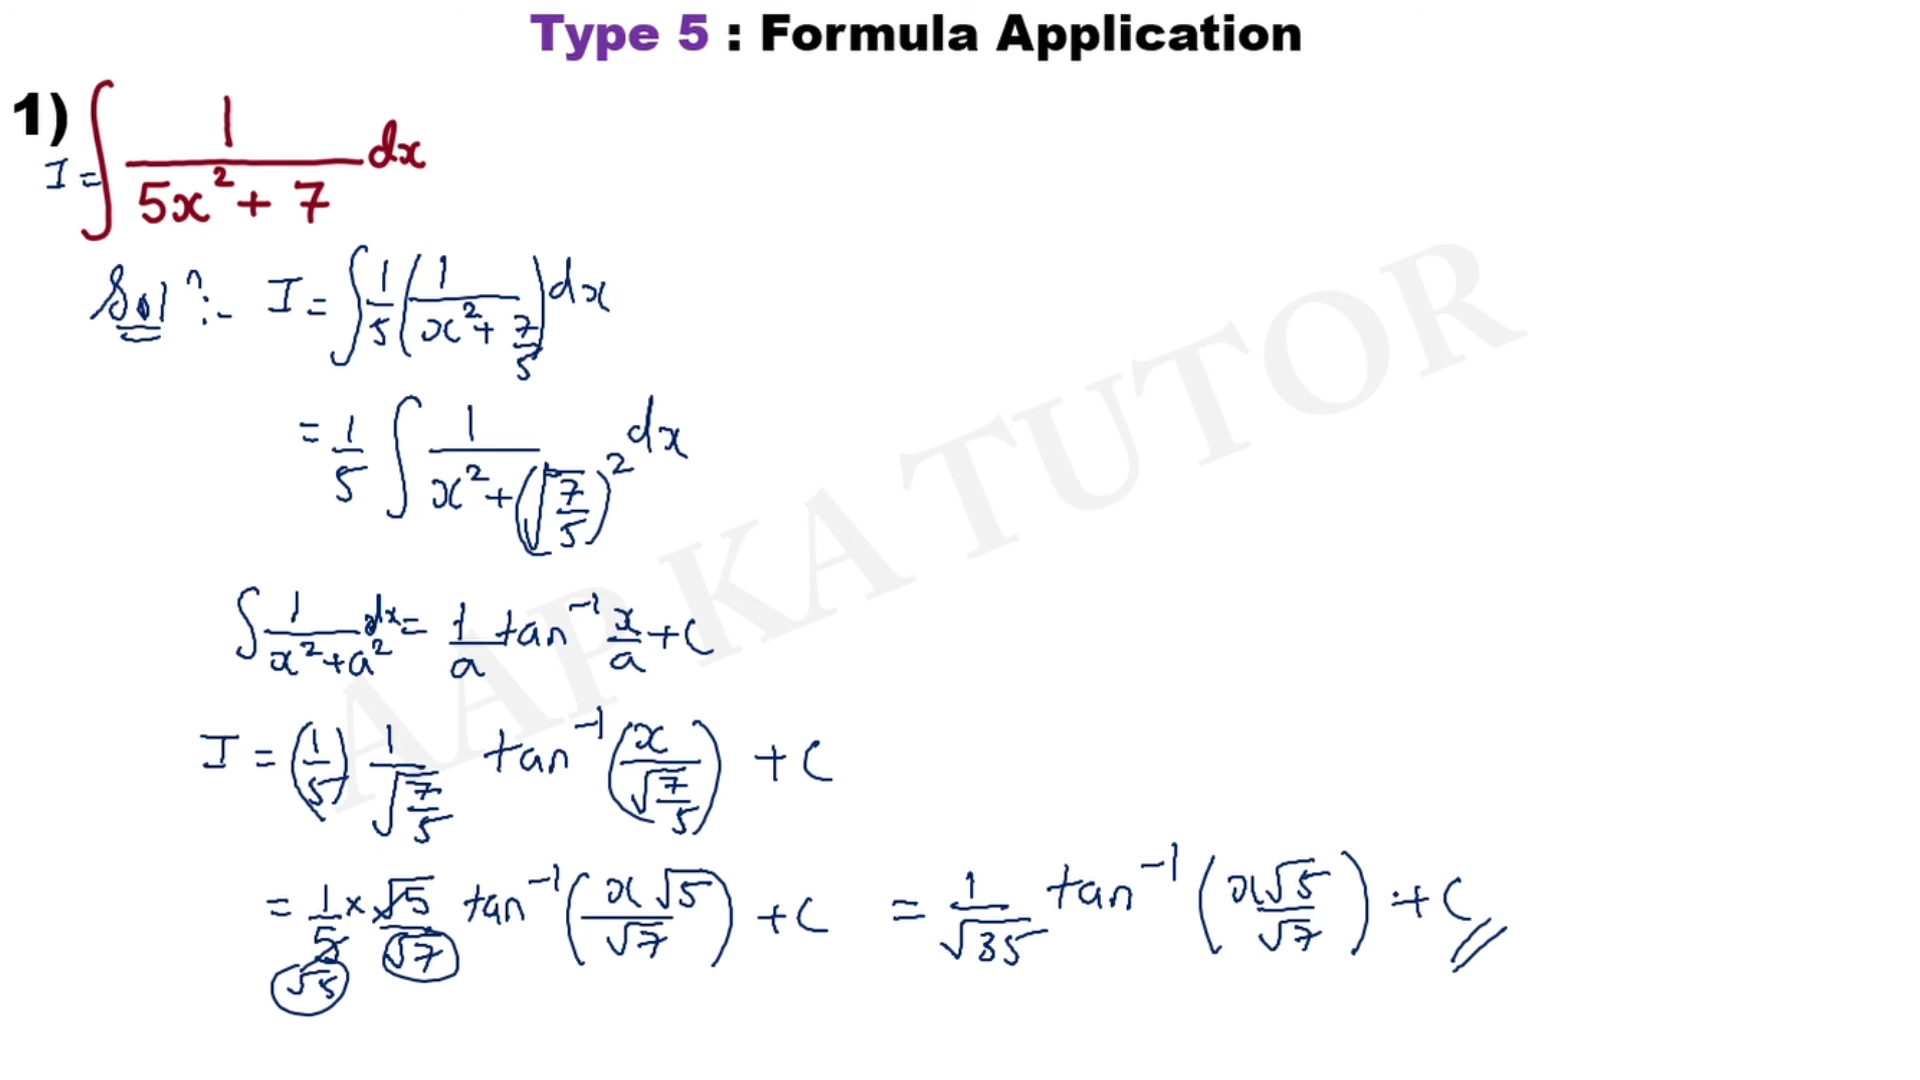 Type 5 : Formula Application
1) I = ∫ 1/(5x² + 7) dx
Solⁿ:- I = ∫ 1/5 (1/(x² + 7/5)) dx
= 1/5 ∫ 1/(x² + (√(7/5))²) dx
∫ 1/(x² + a²) dx = 1/a tan⁻¹ x/a + C
I = (1/5) 1/√(7/5) tan⁻¹ (x/√(7/5)) + C
= 1/5 × √5/√7 tan⁻¹ (x√5/√7) + C = 1/√35 tan⁻¹ (x√5/√7) + C
√5
AAP KA TUTOR